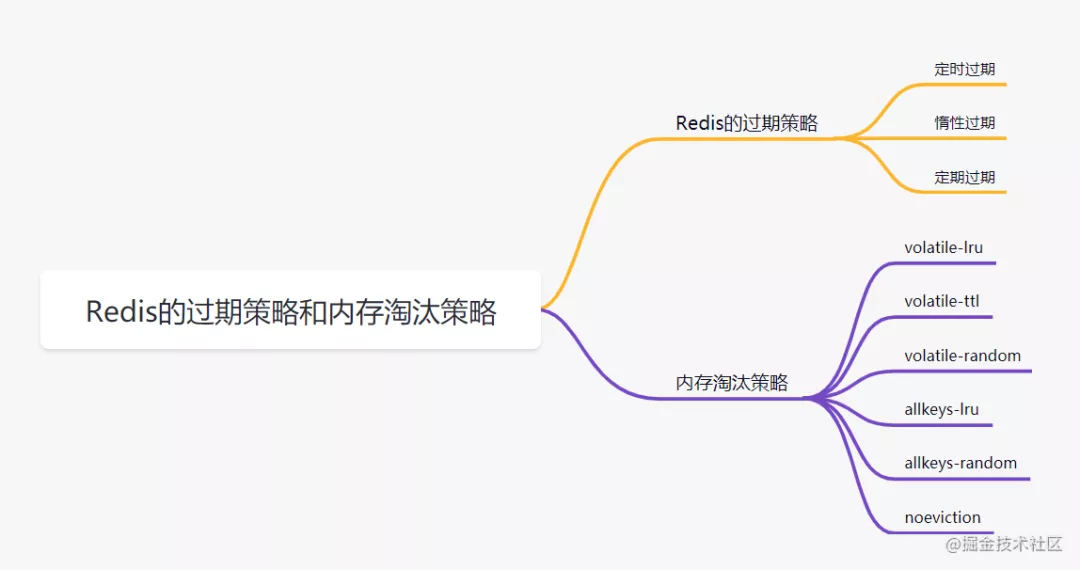 Redis的过期策略和内存淘汰策略
Redis的过期策略
定时过期
惰性过期
定期过期
内存淘汰策略
volatile-lru
volatile-ttl
volatile-random
allkeys-lru
allkeys-random
noeviction
@掘金技术社区